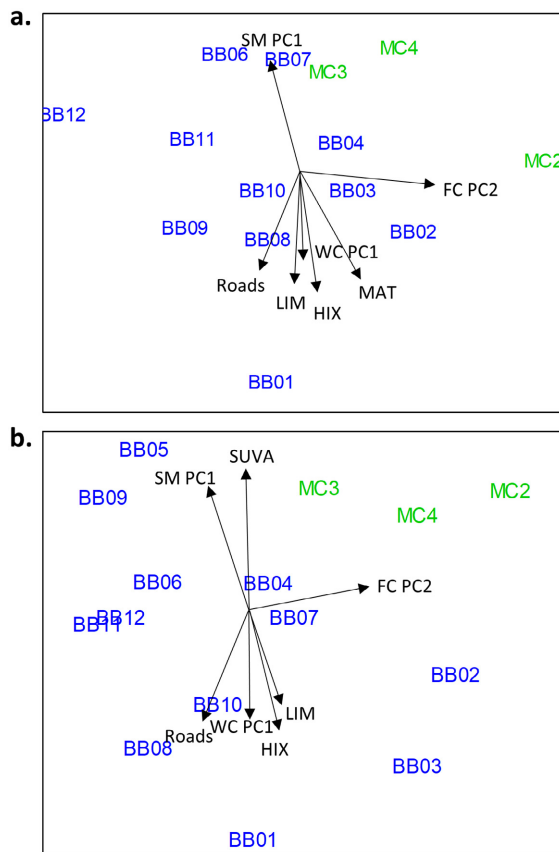 a.
SM PC1
MC4
BB06
BB07
MC3
BB12
BB11
BB04
MC2
BB10
BB03
FC PC2
BB09
BB08
BB02
WC PC1
Roads
LIM
MAT
HIX
BB01
b.
BB05
SUVA
SM PC1
MC3
MC2
BB09
MC4
BB06
BB04
FC PC2
BB12
BB11
BB07
BB02
BB10
LIM
Roads
WC PC1
HIX
BB08
BB03
BB01